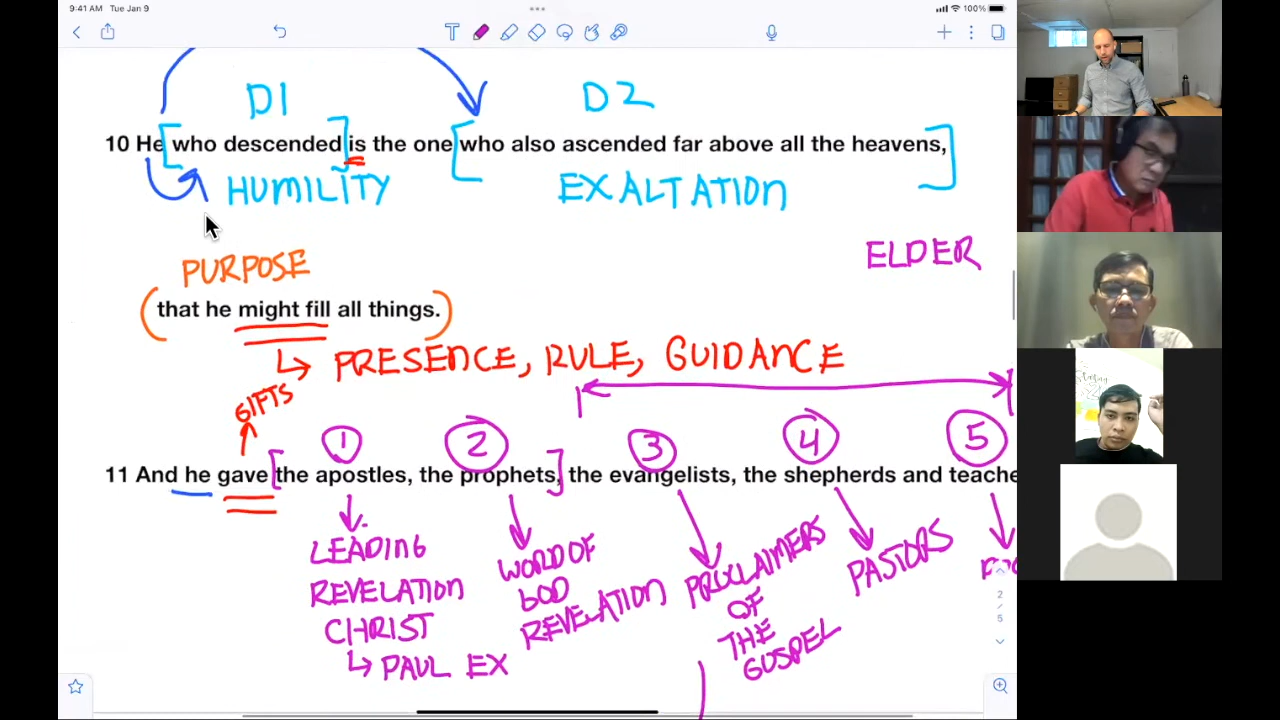 9:41 AM Tue Jan 9
100%
D1
D2
10 He [who descended] is the one [who also ascended far above all the heavens,]
HUMILITY
EXALTATION
ELDER
PURPOSE
(that he might fill all things.)
PRESENCE, RULE, GUIDANCE
GIFTS
1 2 3 4 5
11 And he gave [the apostles, the prophets,] the evangelists, the shepherds and teache
LEADING
REVELATION
CHRIST
PAUL EX
WORD OF
GOD
REVELATION
PROCLAIMERS
OF
THE
GOSPEL
PASTORS
2
/
5